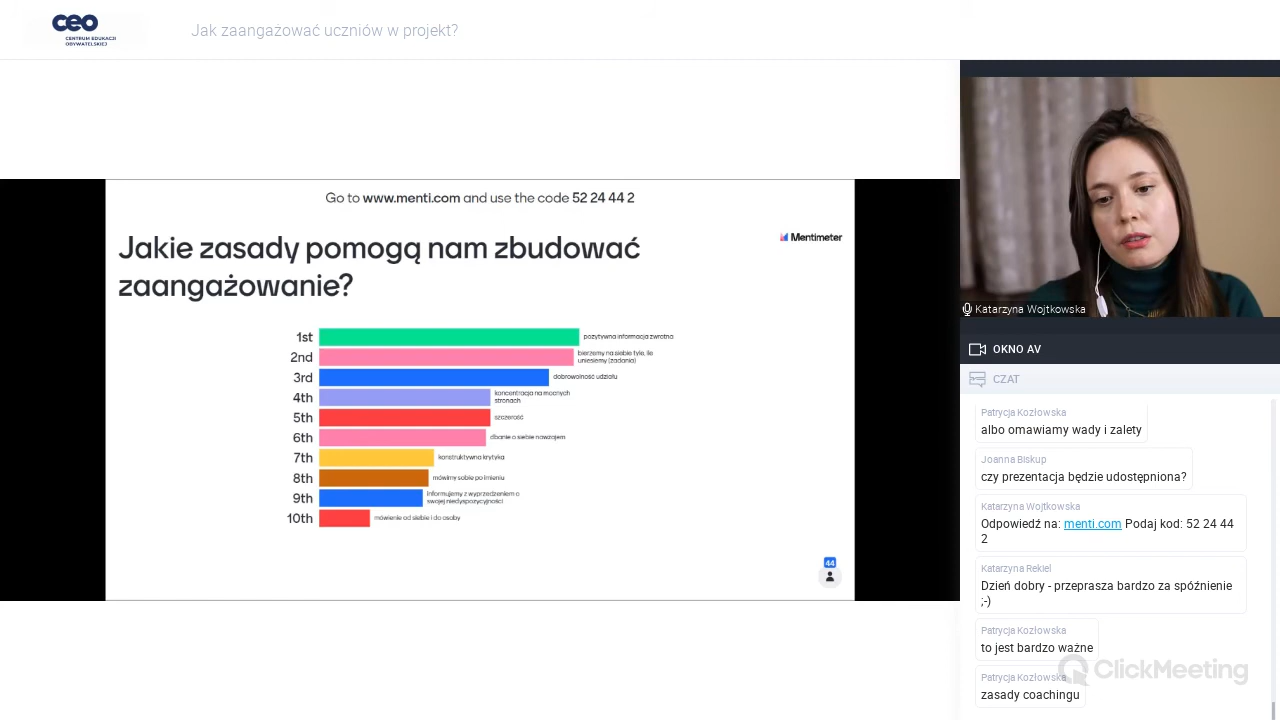 ceo
CENTRUM EDUKACJI
OBYWATELSKIEJ
Jak zaangażować uczniów w projekt?
Go to www.menti.com and use the code 52 24 44 2
Mentimeter
Jakie zasady pomogą nam zbudować
zaangażowanie?
1st pozytywna informacja zwrotna
2nd bierzemy na siebie tyle, ile
uniesiemy (zadania)
3rd dobrowolność udziału
4th koncentracja na mocnych
stronach
5th szczerość
6th dbanie o siebie nawzajem
7th konstruktywna krytyka
8th mówimy sobie po imieniu
9th informujemy z wyprzedzeniem o
swojej niedyspozycyjności
10th mówienie od siebie i do osoby
44
Katarzyna Wojtkowska
OKNO AV
CZAT
Patrycja Kozłowska
albo omawiamy wady i zalety
Joanna Biskup
czy prezentacja będzie udostępniona?
Katarzyna Wojtkowska
Odpowiedź na: menti.com Podaj kod: 52 24 44
2
Katarzyna Rekiel
Dzień dobry - przeprasza bardzo za spóźnienie
;-)
Patrycja Kozłowska
to jest bardzo ważne
Patrycja Kozłowska
zasady coachingu
ClickMeeting